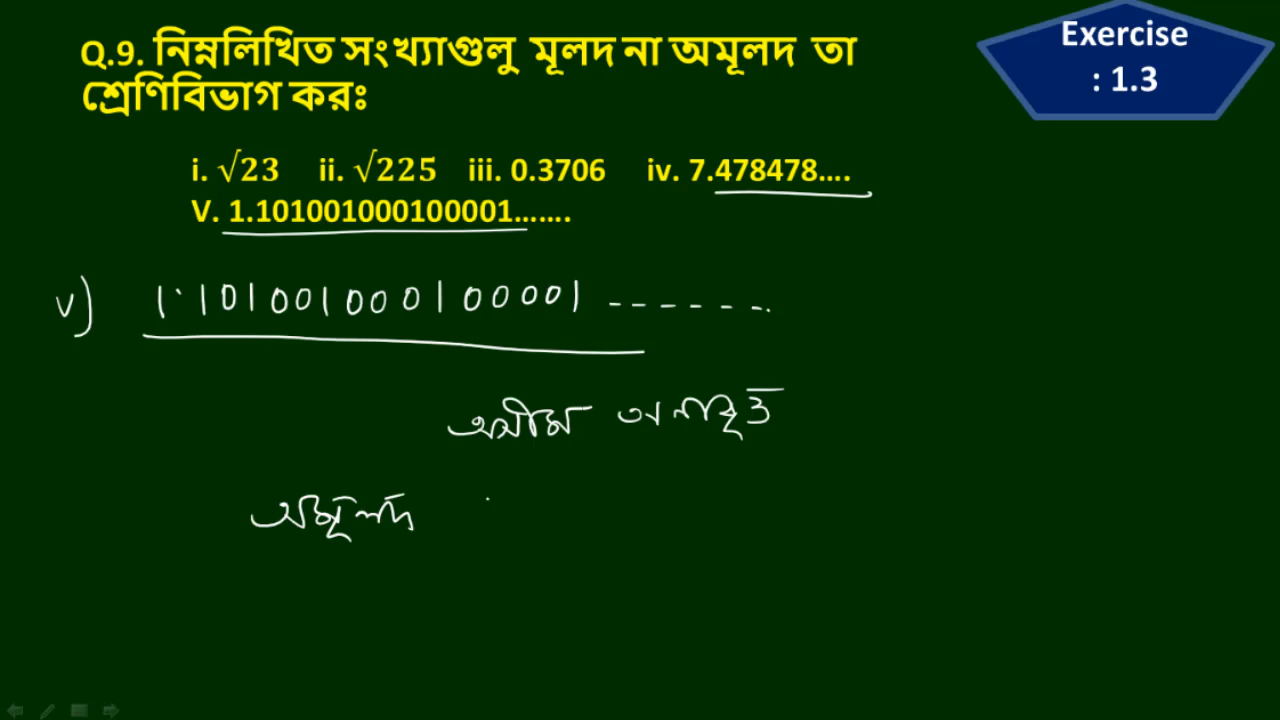 Q.9. নিম্নলিখিত সংখ্যাগুলু মূলদ না অমূলদ তা
শ্রেণিবিভাগ করঃ
Exercise
: 1.3
i. √23 ii. √225 iii. 0.3706 iv. 7.478478....
V. 1.101001000100001.......
v) 1.101001000100001 -------
অসীম অনাবৃত
অমূলদ